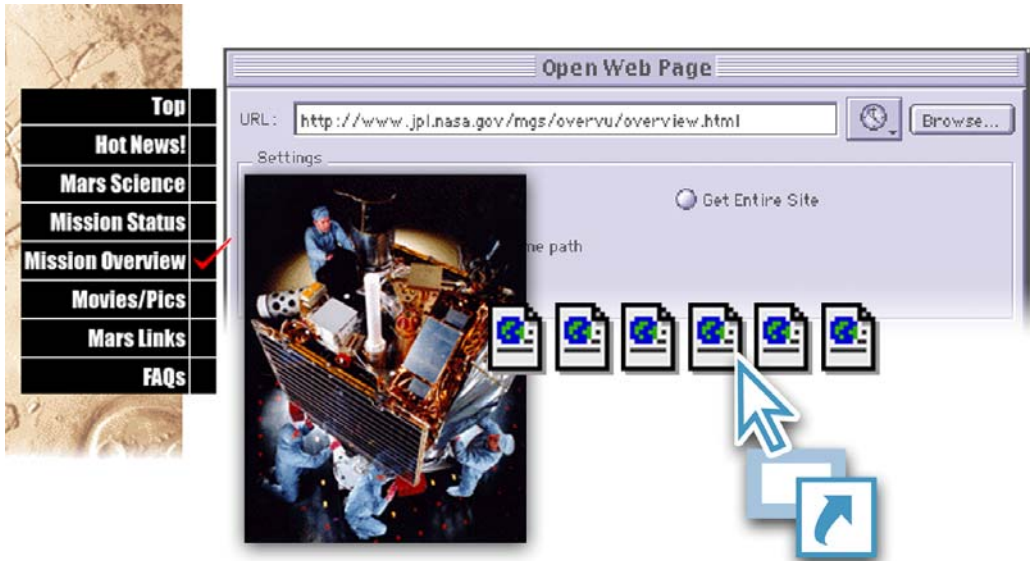 Open Web Page
Top
URL: http://www.jpl.nasa.gov/mgs/overvu/overview.html Browse...
Hot News!
Settings
Mars Science
Get Entire Site
Mission Status
me path
Mission Overview
Movies/Pics
Mars Links
FAQs